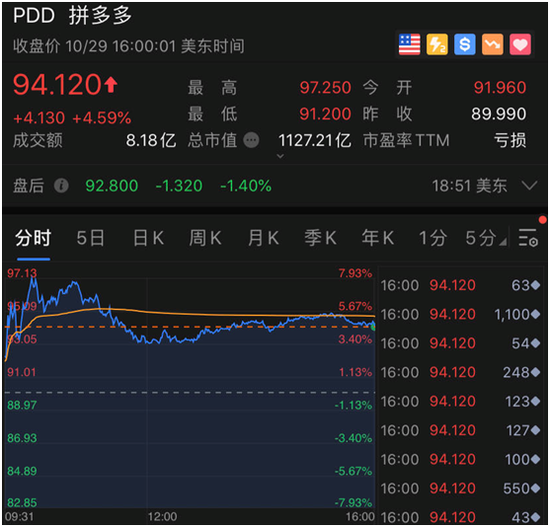 PDD 拼多多
收盘价 10/29 16:00:01 美东时间
94.120 最 高 97.250 今 开 91.960
+4.130 +4.59% 最 低 91.200 昨 收 89.990
成交额 8.18亿 总市值 1127.21亿 市盈率TTM 亏损
盘后 92.800 -1.320 -1.40% 18:51 美东
分时 5日 日K 周K 月K 季K 年K 1分 5分
97.13 7.93%
95.09 5.67%
93.05 3.40%
91.01 1.13%
88.97 -1.13%
86.93 -3.40%
84.89 -5.67%
82.85 -7.93%
09:31 12:00 16:00
16:00 94.120 63
16:00 94.120 1,100
16:00 94.120 54
16:00 94.120 248
16:00 94.120 123
16:00 94.120 127
16:00 94.120 100
16:00 94.120 550
16:00 94.120 43